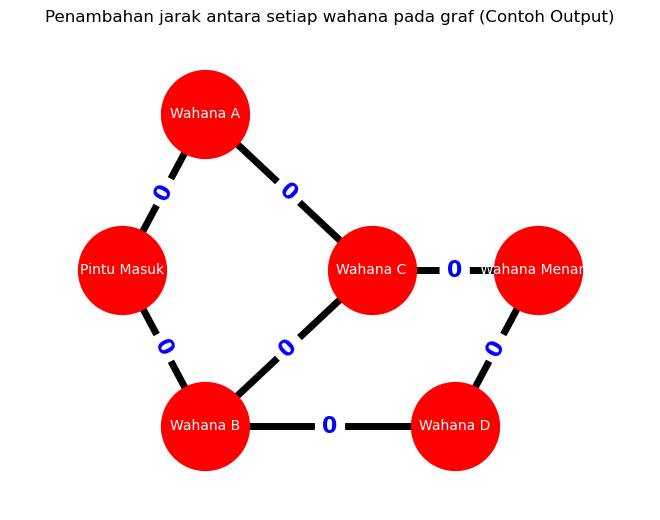 Penambahan jarak antara setiap wahana pada graf (Contoh Output)
Wahana A
0
0
Pintu Masuk
Wahana C
0
Wahana Menara
0
0
0
Wahana B
0
Wahana D